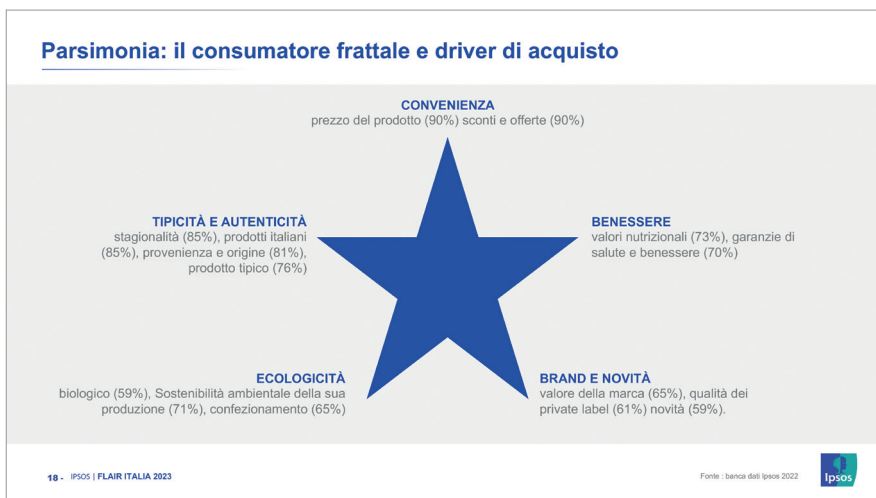 Parsimonia: il consumatore frattale e driver di acquisto
CONVENIENZA
prezzo del prodotto (90%) sconti e offerte (90%)
TIPICITÀ E AUTENTICITÀ
stagionalità (85%), prodotti italiani
(85%), provenienza e origine (81%),
prodotto tipico (76%)
BENESSERE
valori nutrizionali (73%), garanzie di
salute e benessere (70%)
ECOLOGICITÀ
biologico (59%), Sostenibilità ambientale della sua
produzione (71%), confezionamento (65%)
BRAND E NOVITÀ
valore della marca (65%), qualità dei
private label (61%) novità (59%).
18 - IPSOS | FLAIR ITALIA 2023
Fonte : banca dati Ipsos 2022
Ipsos